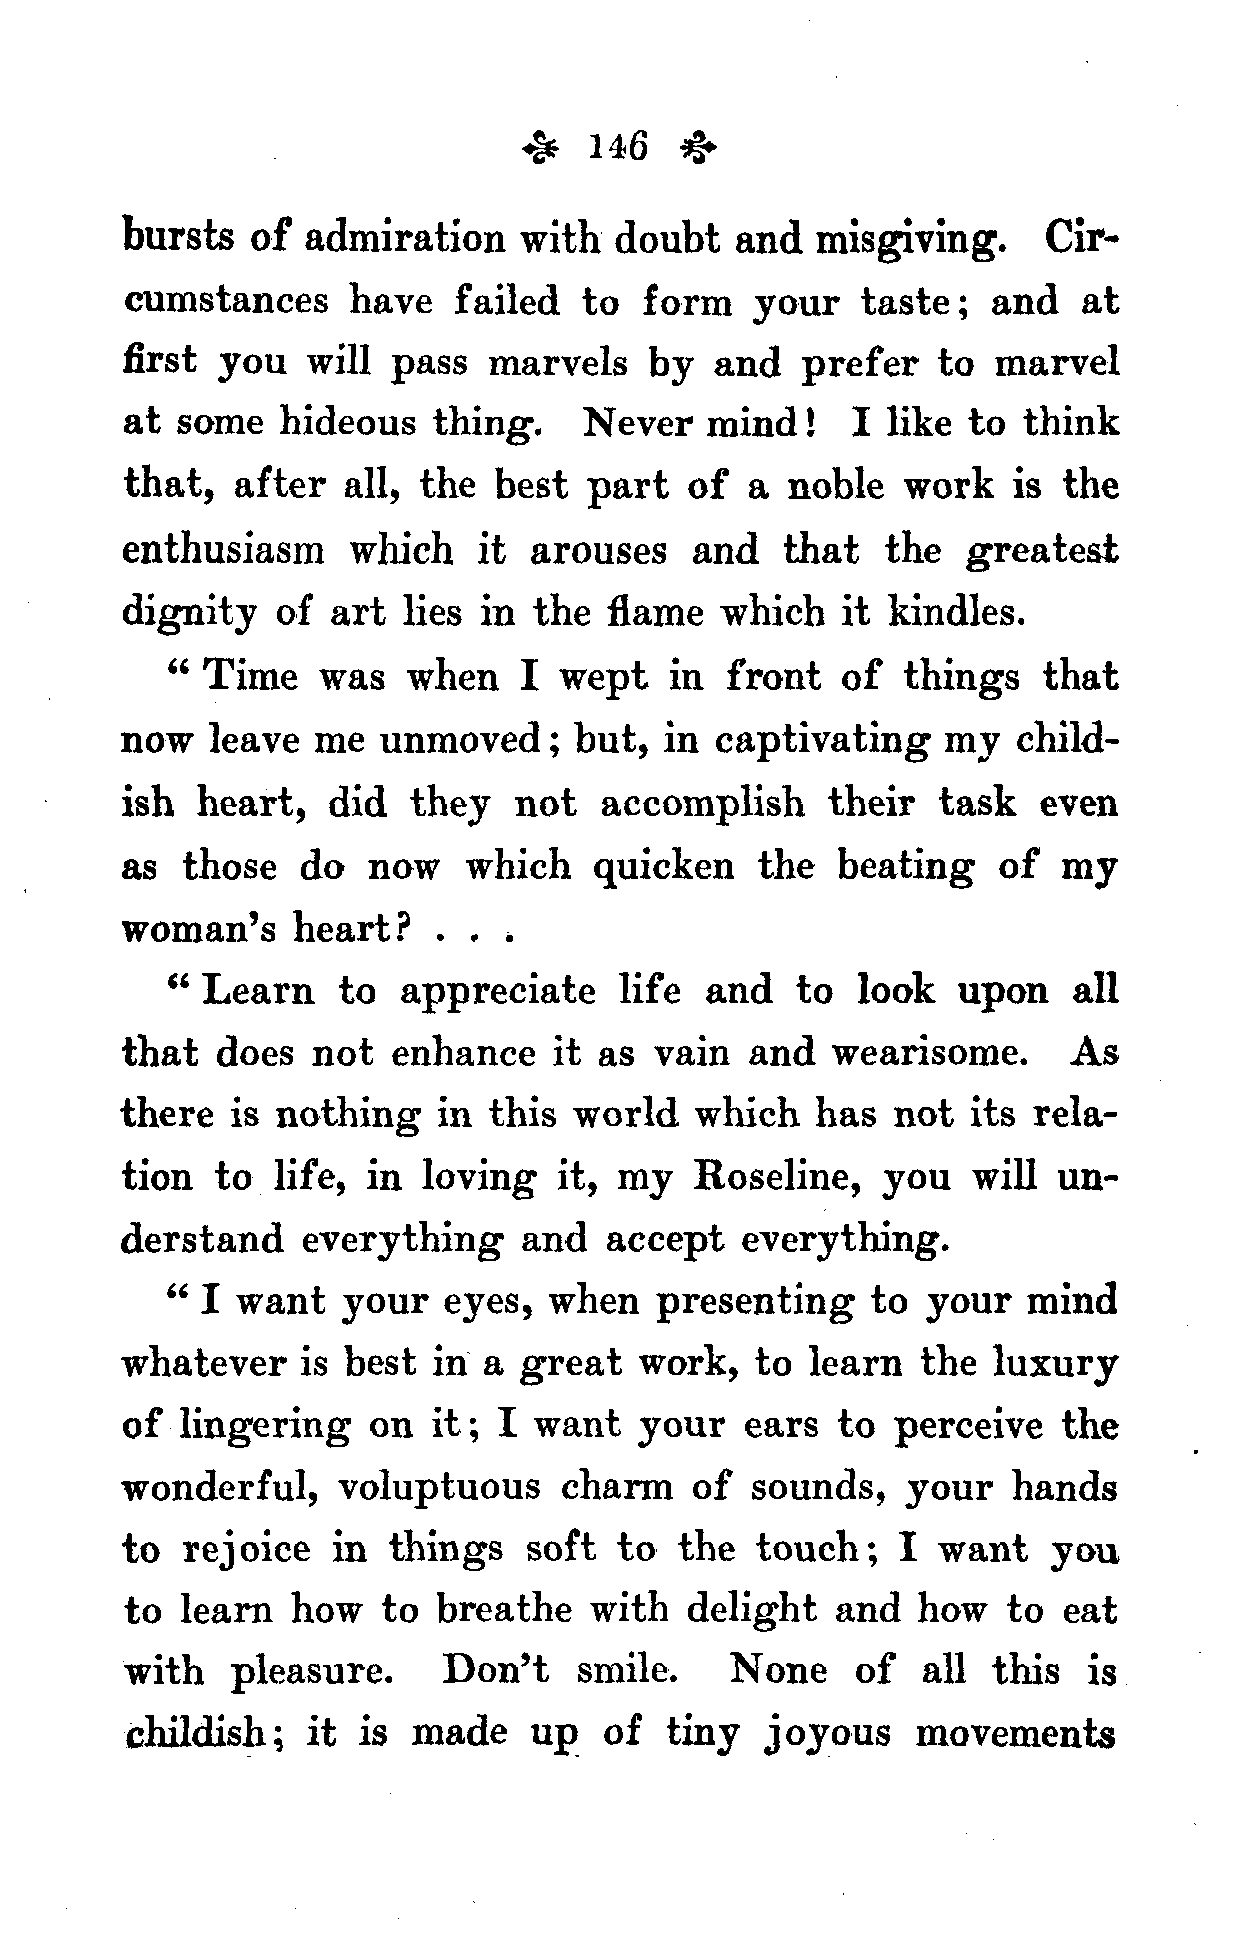 146
bursts of admiration with doubt and misgiving. Cir-
cumstances have failed to form your taste; and at
first you will pass marvels by and prefer to marvel
at some hideous thing. Never mind! I like to think
that, after all, the best part of a noble work is the
enthusiasm which it arouses and that the greatest
dignity of art lies in the flame which it kindles.
“ Time was when I wept in front of things that
now leave me unmoved; but, in captivating my child-
ish heart, did they not accomplish their task even
as those do now which quicken the beating of my
woman’s heart? . . .
“ Learn to appreciate life and to look upon all
that does not enhance it as vain and wearisome. As
there is nothing in this world which has not its rela-
tion to life, in loving it, my Roseline, you will un-
derstand everything and accept everything.
“ I want your eyes, when presenting to your mind
whatever is best in a great work, to learn the luxury
of lingering on it; I want your ears to perceive the
wonderful, voluptuous charm of sounds, your hands
to rejoice in things soft to the touch; I want you
to learn how to breathe with delight and how to eat
with pleasure. Don’t smile. None of all this is
childish; it is made up of tiny joyous movements